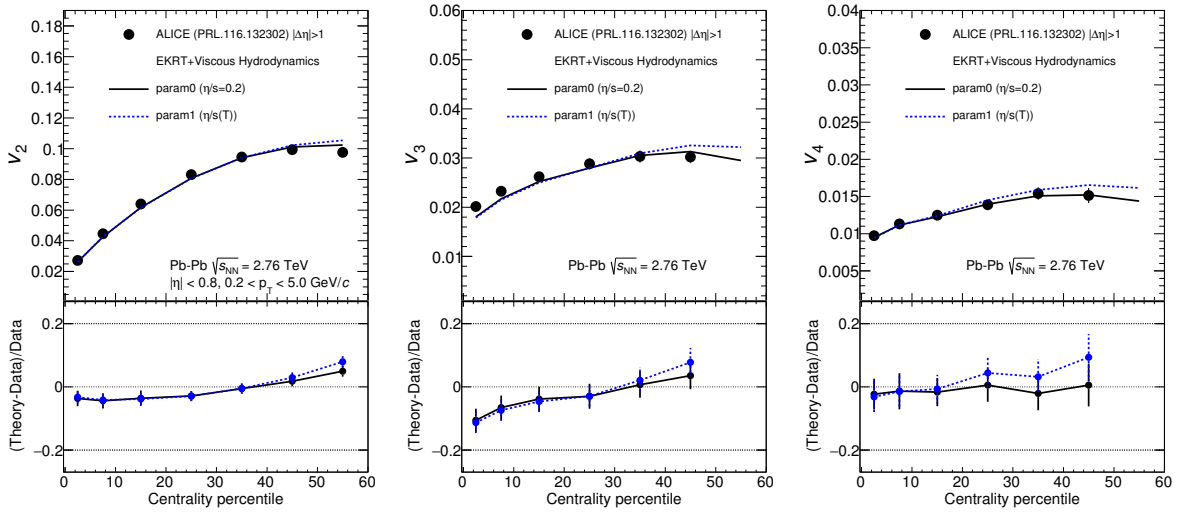 v2
0.18
0.16
0.14
0.12
0.1
0.08
0.06
0.04
0.02
ALICE (PRL.116.132302) |Δη|>1
EKRT+Viscous Hydrodynamics
param0 (η/s=0.2)
param1 (η/s(T))
Pb-Pb √sNN = 2.76 TeV
|η| < 0.8, 0.2 < pT < 5.0 GeV/c
(Theory-Data)/Data
0.2
0
−0.2
0 10 20 30 40 50 60
Centrality percentile
v3
0.06
0.05
0.04
0.03
0.02
0.01
0.0
ALICE (PRL.116.132302) |Δη|>1
EKRT+Viscous Hydrodynamics
param0 (η/s=0.2)
param1 (η/s(T))
Pb-Pb √sNN = 2.76 TeV
(Theory-Data)/Data
0.2
0
−0.2
0 10 20 30 40 50 60
Centrality percentile
v4
0.04
0.035
0.03
0.025
0.02
0.015
0.01
0.005
ALICE (PRL.116.132302) |Δη|>1
EKRT+Viscous Hydrodynamics
param0 (η/s=0.2)
param1 (η/s(T))
Pb-Pb √sNN = 2.76 TeV
(Theory-Data)/Data
0.2
0
−0.2
0 10 20 30 40 50 60
Centrality percentile